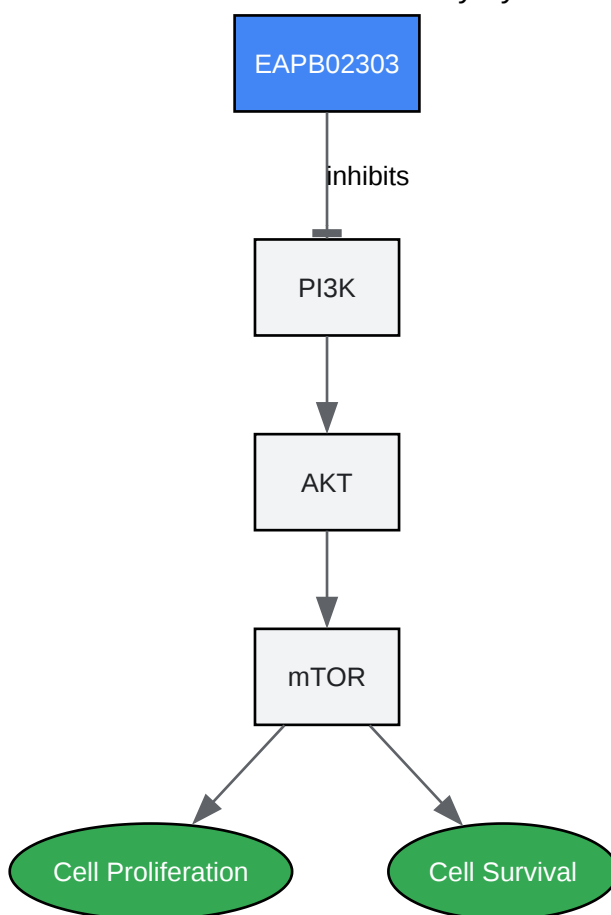 EAPB02303
inhibits
PI3K
AKT
mTOR
Cell Proliferation
Cell Survival